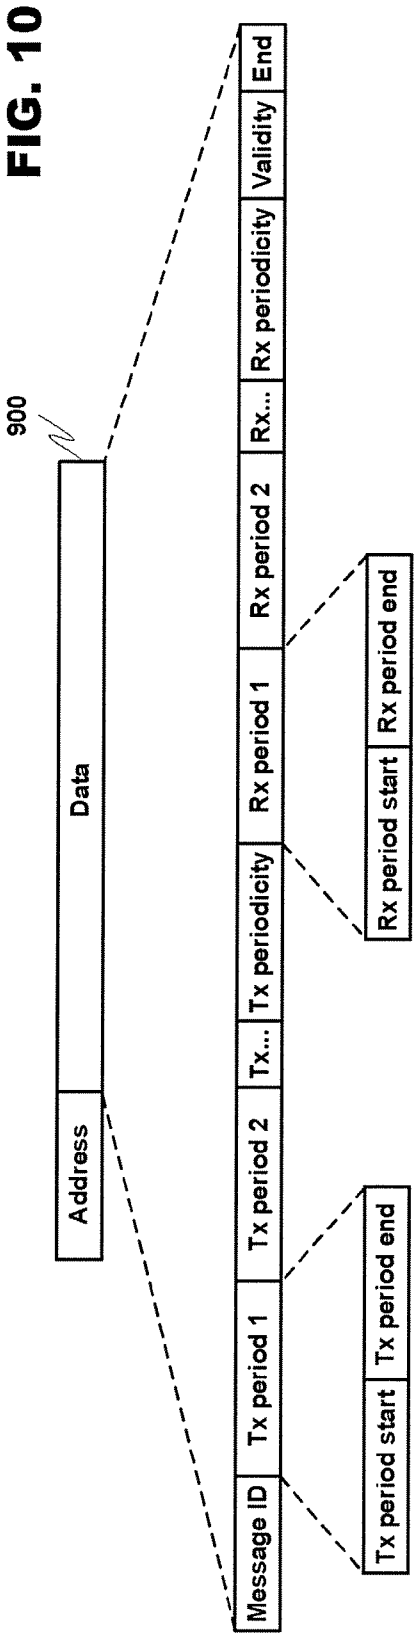 FIG. 10
900
Address Data
Message ID Tx period 1 Tx period 2 Tx... Tx periodicity Rx period 1 Rx period 2 Rx... Rx periodicity Validity End
Tx period start Tx period end Rx period start Rx period end